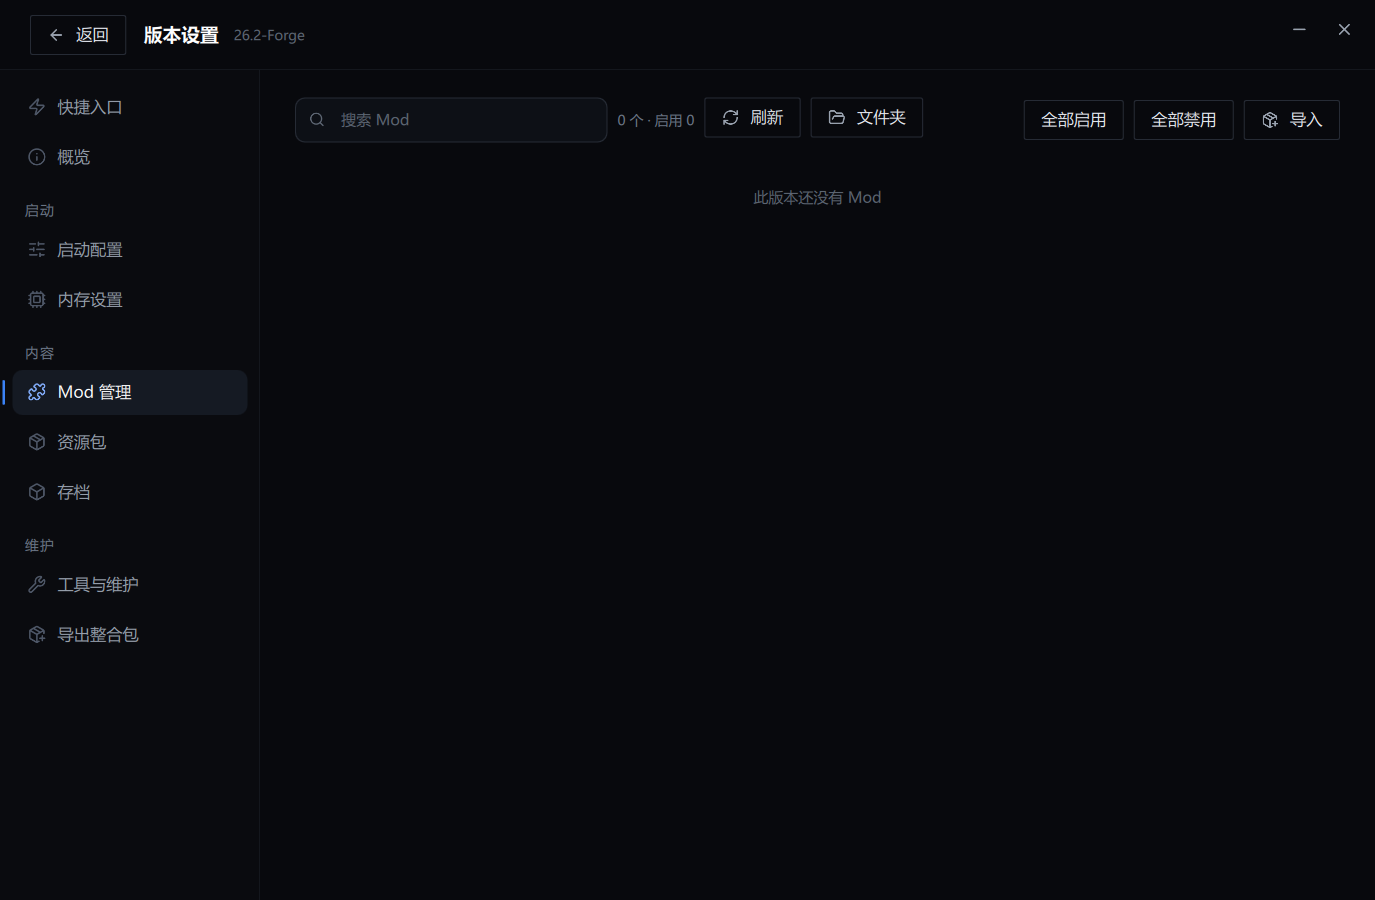 返回
版本设置 26.2-Forge
快捷入口
概览
启动
启动配置
内存设置
内容
Mod 管理
资源包
存档
维护
工具与维护
导出整合包
搜索 Mod
0 个 · 启用 0
刷新
文件夹
全部启用
全部禁用
导入
此版本还没有 Mod